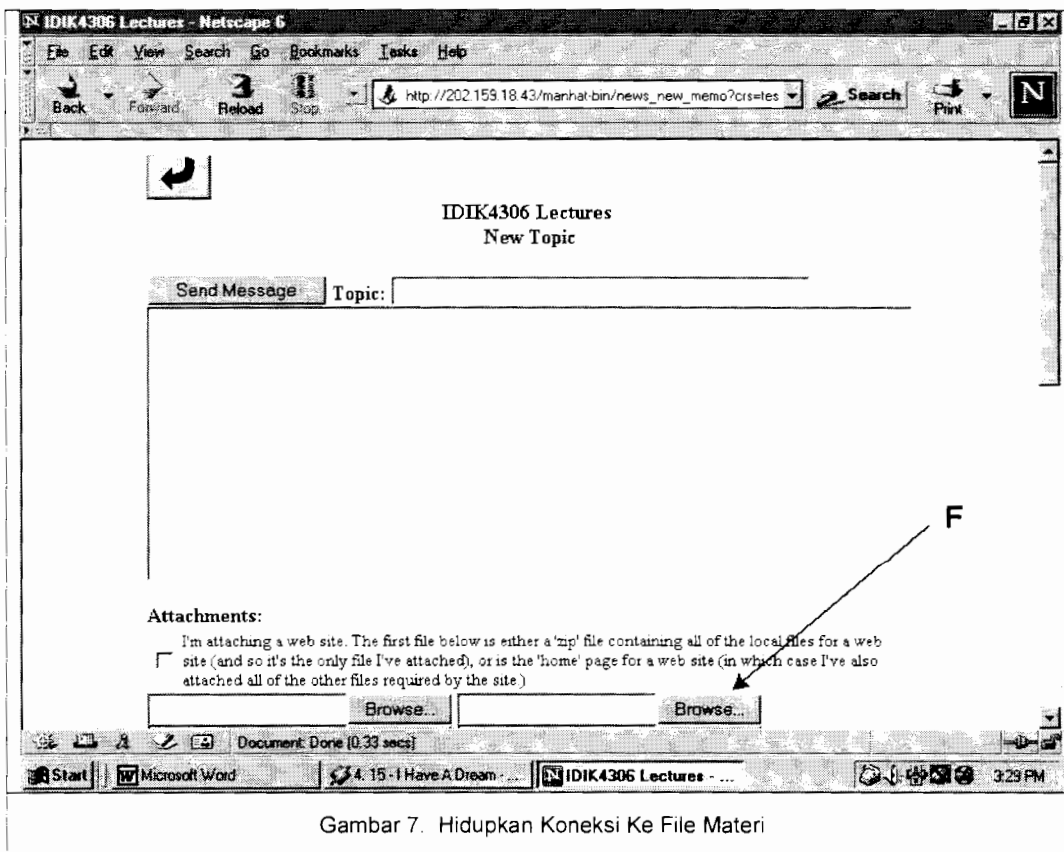 IDIK4306 Lectures - Netscape 6
File Edit View Search Go Bookmarks Tasks Help
Back Forward Reload Stop http://202.159.18.43/manhat-bin/news_new_memo?crs=tes Search Print N
IDIK4306 Lectures
New Topic
Send Message Topic:
F
Attachments:
I'm attaching a web site. The first file below is either a 'zip' file containing all of the local files for a web
site (and so it's the only file I've attached), or is the 'home' page for a web site (in which case I've also
attached all of the other files required by the site.)
Browse... Browse...
Document: Done (0.33 secs)
Start Microsoft Word 4. 15 - I Have A Dream - ... IDIK4306 Lectures - ... 3:29 PM
Gambar 7. Hidupkan Koneksi Ke File Materi